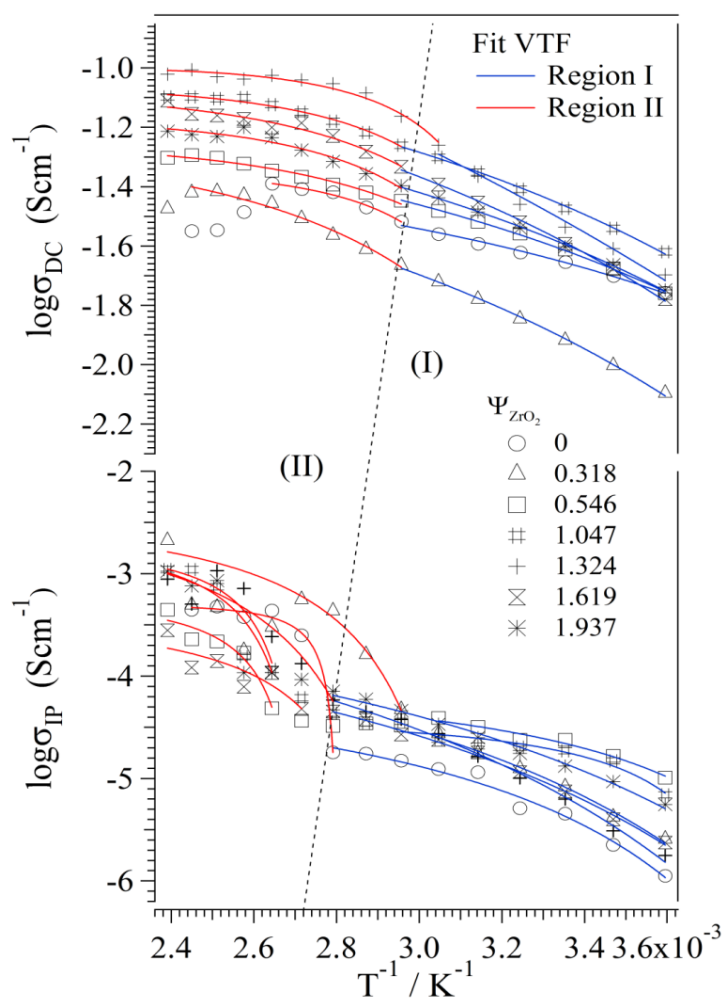 Fit VTF
Region I
Region II
-1.0
-1.2
-1.4
-1.6
-1.8
-2.0
-2.2
logσDC (Scm⁻¹)
(I)
(II)
ΨZrO₂
0
0.318
0.546
1.047
1.324
1.619
1.937
-2
-3
-4
-5
-6
logσIP (Scm⁻¹)
2.4 2.6 2.8 3.0 3.2 3.4 3.6x10⁻³
T⁻¹ / K⁻¹